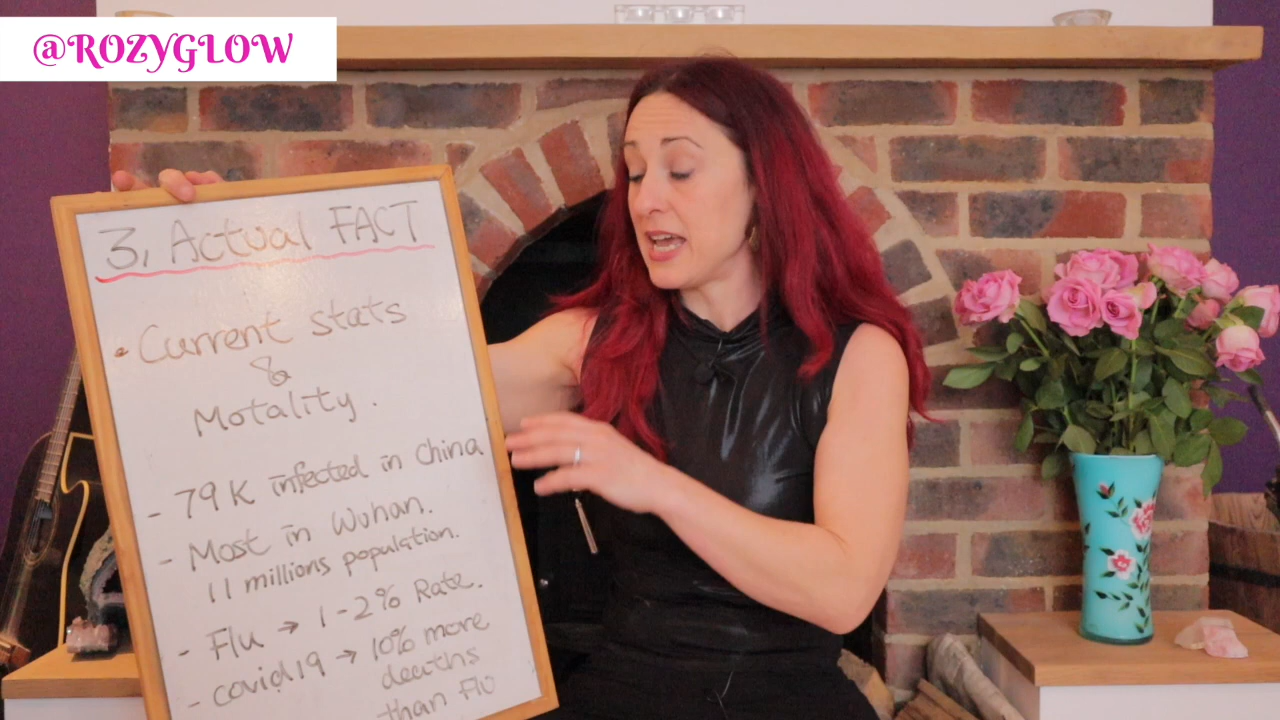 @ROZYGLOW
3, Actual FACT
• Current stats
&
Motality.
- 79K infected in China
- Most in Wuhan.
11 millions population.
- Flu → 1-2% Rate.
- covid19 → 10% more
deaths
than Flu